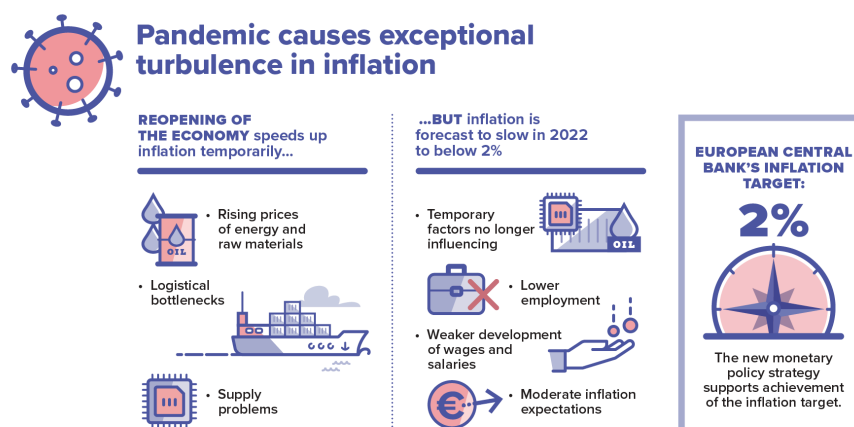 Pandemic causes exceptional
turbulence in inflation
REOPENING OF
THE ECONOMY speeds up
inflation temporarily...
• Rising prices
of energy and
raw materials
OIL
• Logistical
bottlenecks
• Supply
problems
...BUT inflation is
forecast to slow in 2022
to below 2%
• Temporary
factors no longer
influencing
OIL
• Lower
employment
• Weaker development
of wages and
salaries
€
• Moderate inflation
expectations
EUROPEAN CENTRAL
BANK'S INFLATION
TARGET:
2%
The new monetary
policy strategy
supports achievement
of the inflation target.